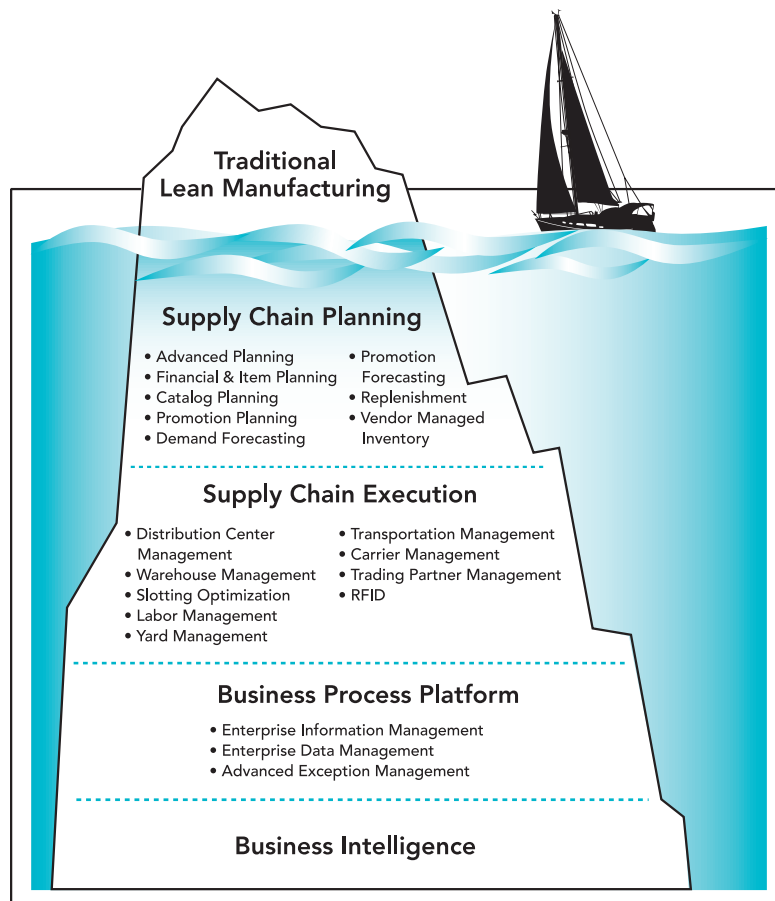 Traditional
Lean Manufacturing
Supply Chain Planning
• Advanced Planning
• Financial & Item Planning
• Catalog Planning
• Promotion Planning
• Demand Forecasting
• Promotion
Forecasting
• Replenishment
• Vendor Managed
Inventory
Supply Chain Execution
• Distribution Center
Management
• Warehouse Management
• Slotting Optimization
• Labor Management
• Yard Management
• Transportation Management
• Carrier Management
• Trading Partner Management
• RFID
Business Process Platform
• Enterprise Information Management
• Enterprise Data Management
• Advanced Exception Management
Business Intelligence